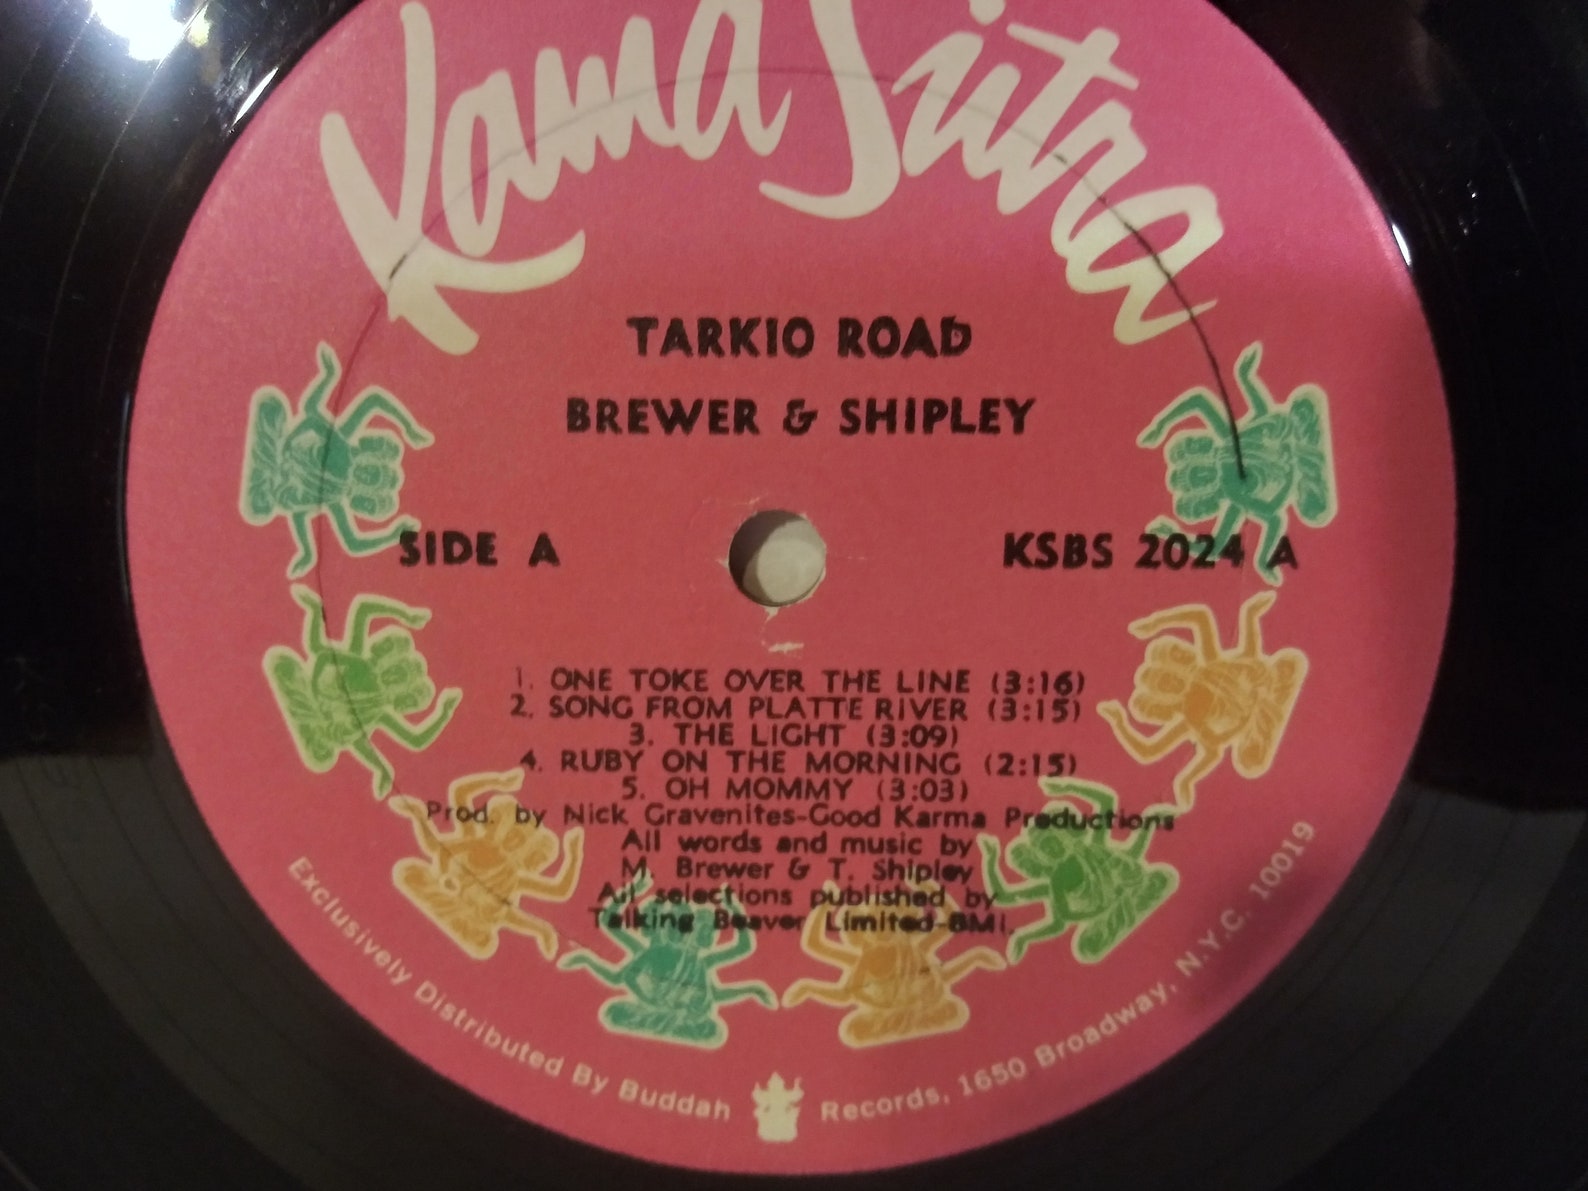 Kama Sutra
TARKIO ROAD
BREWER & SHIPLEY
SIDE A
KSBS 2024 A
1. ONE TOKE OVER THE LINE (3:16)
2. SONG FROM PLATTE RIVER (3:15)
3. THE LIGHT (3:09)
4. RUBY ON THE MORNING (2:15)
5. OH MOMMY (3:03)
Prod. by Nick Gravenites-Good Karma Productions
All words and music by
M. Brewer & T. Shipley
All selections published by
Talking Beaver Limited-BMI.
Exclusively Distributed By Buddah Records, 1650 Broadway, N.Y.C. 10019